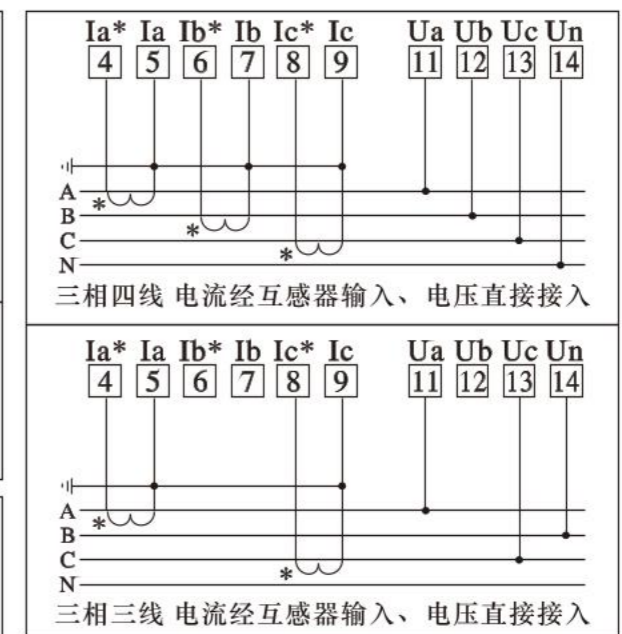 Ia* Ia Ib* Ib Ic* Ic Ua Ub Uc Un
4 5 6 7 8 9 11 12 13 14
A
*
B
*
C
*
N
三相四线 电流经互感器输入、电压直接接入
Ia* Ia Ib* Ib Ic* Ic Ua Ub Uc Un
4 5 6 7 8 9 11 12 13 14
A
*
B
C
*
N
三相三线 电流经互感器输入、电压直接接入